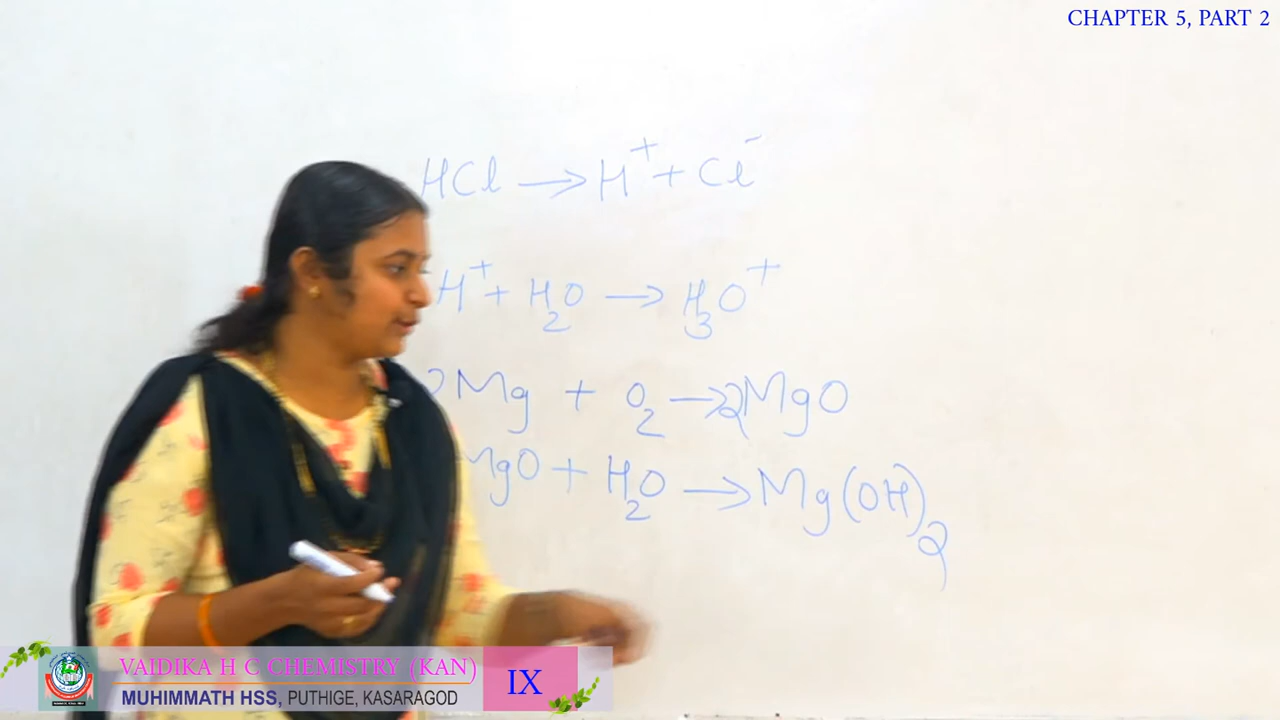 CHAPTER 5, PART 2
HCl → H⁺ + Cl⁻
H⁺ + H₂O → H₃O⁺
2Mg + O₂ → 2MgO
MgO + H₂O → Mg(OH)₂
VAIDIKA H C CHEMISTRY (KAN)
MUHIMMATH HSS, PUTHIGE, KASARAGOD
IX